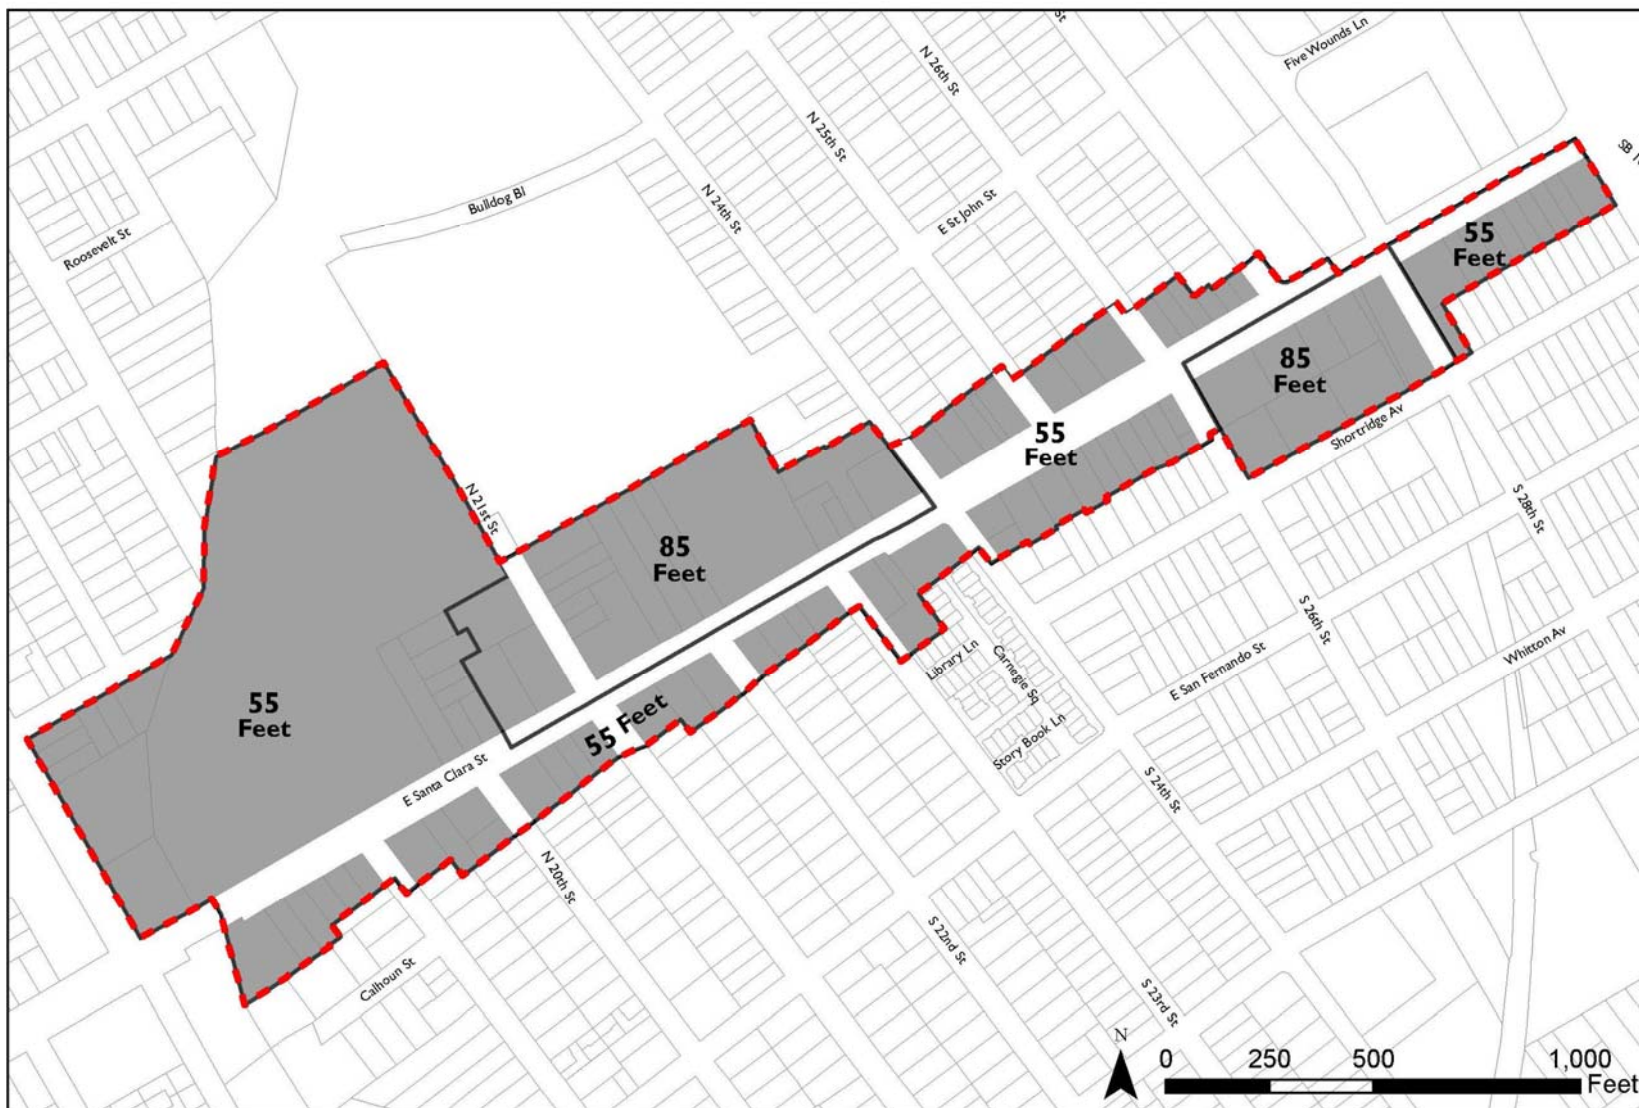 St
Five Wounds Ln
N 26th St
N 25th St
SB 1
N 24th St
Bulldog Bl
E St John St
Roosevelt St
55
Feet
85
Feet
Shortridge Av
55
Feet
N 21st St
85
Feet
S 28th St
S 26th St
Whitton Av
Library Ln
Carnegie Sq
E San Fernando St
55
Feet
55 Feet
Story Book Ln
E Santa Clara St
S 24th St
N 20th St
S 22nd St
Calhoun St
S 23rd St
N
0 250 500 1,000
Feet